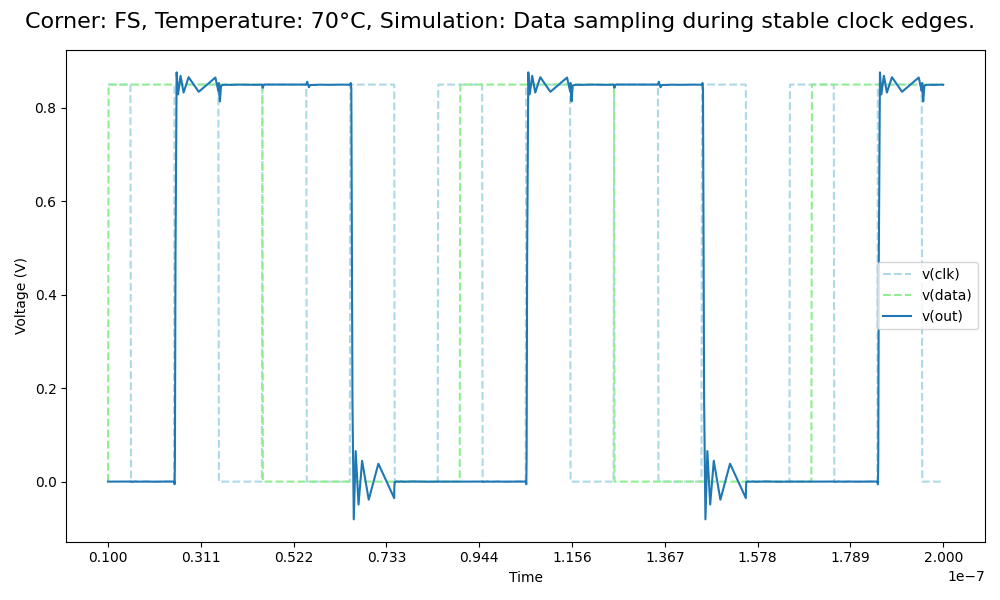 Corner: FS, Temperature: 70°C, Simulation: Data sampling during stable clock edges.
Voltage (V)
0.8
0.6
0.4
0.2
0.0
v(clk)
v(data)
v(out)
0.100 0.311 0.522 0.733 0.944 1.156 1.367 1.578 1.789 2.000
Time
1e−7